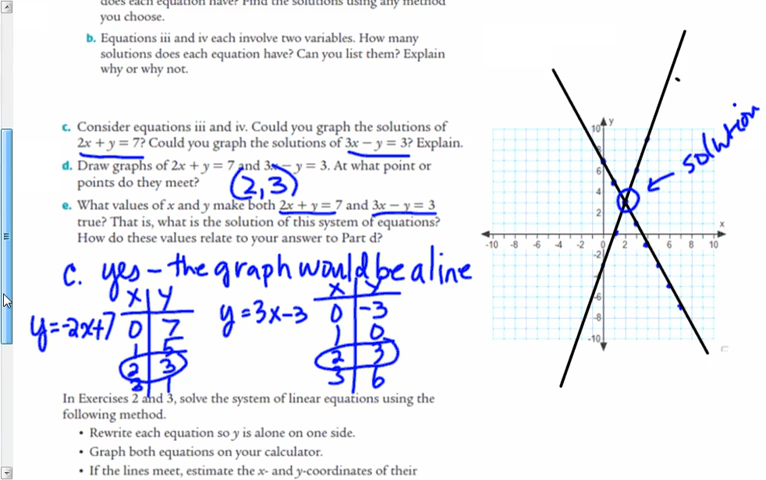 does each equation have? Find the solutions using any method
you choose.
b. Equations iii and iv each involve two variables. How many
solutions does each equation have? Can you list them? Explain
why or why not.
c. Consider equations iii and iv. Could you graph the solutions of
2x + y = 7? Could you graph the solutions of 3x − y = 3? Explain.
d. Draw graphs of 2x + y = 7 and 3x − y = 3. At what point or
points do they meet? (2,3)
e. What values of x and y make both 2x + y = 7 and 3x − y = 3
true? That is, what is the solution of this system of equations?
How do these values relate to your answer to Part d?
C. yes – the graph would be a line
y=-2x+7
x y
0 7
1 5
2 3
3 1
y=3x-3
x y
0 -3
1 0
2 3
3 6
In Exercises 2 and 3, solve the system of linear equations using the
following method.
• Rewrite each equation so y is alone on one side.
• Graph both equations on your calculator.
• If the lines meet, estimate the x- and y-coordinates of their
solution
y
10
6
4
2
x
-10 -8 -6 -4 -2 2 4 6 8 10
-2
-6
-8
-10